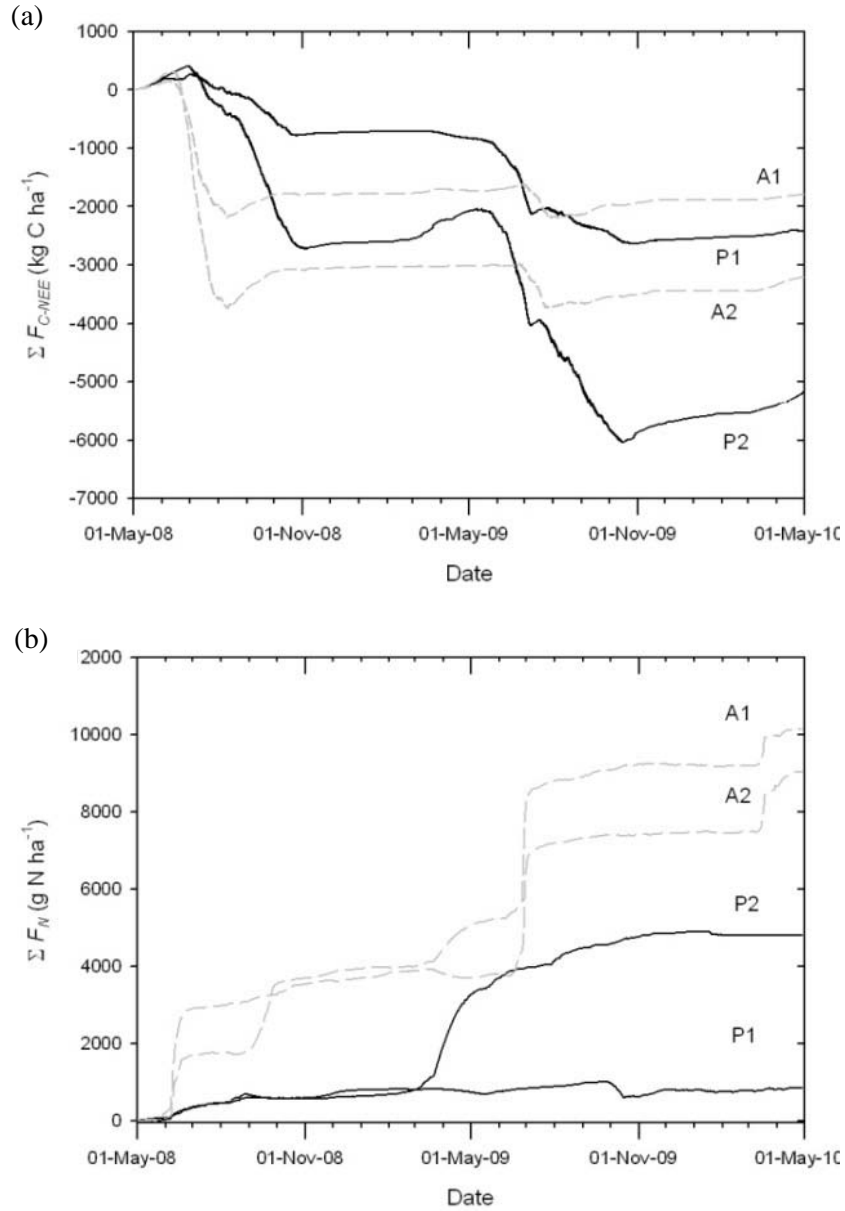 (a)
1000
0
-1000
-2000
-3000
-4000
-5000
-6000
-7000
Σ F_C-NEE (kg C ha⁻¹)
A1
P1
A2
P2
01-May-08 01-Nov-08 01-May-09 01-Nov-09 01-May-10
Date
(b)
2000
10000
8000
6000
4000
2000
0
Σ F_N (g N ha⁻¹)
A1
A2
P2
P1
01-May-08 01-Nov-08 01-May-09 01-Nov-09 01-May-10
Date